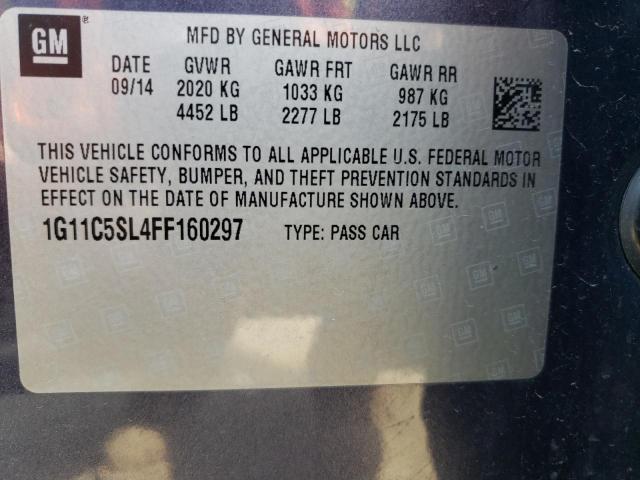 GM ®
MFD BY GENERAL MOTORS LLC
DATE GVWR GAWR FRT GAWR RR
09/14 2020 KG 1033 KG 987 KG
4452 LB 2277 LB 2175 LB
THIS VEHICLE CONFORMS TO ALL APPLICABLE U.S. FEDERAL MOTOR
VEHICLE SAFETY, BUMPER, AND THEFT PREVENTION STANDARDS IN
EFFECT ON THE DATE OF MANUFACTURE SHOWN ABOVE.
1G11C5SL4FF160297 TYPE: PASS CAR